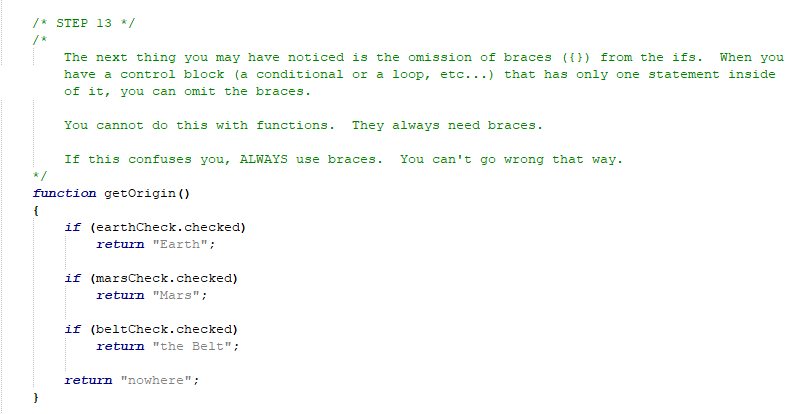 /* STEP 13 */
/*
The next thing you may have noticed is the omission of braces ({}) from the ifs.  When you
have a control block (a conditional or a loop, etc...) that has only one statement inside
of it, you can omit the braces.
You cannot do this with functions.  They always need braces.
If this confuses you, ALWAYS use braces.  You can't go wrong that way.
*/
function getOrigin()
{
if (earthCheck.checked)
return "Earth";
if (marsCheck.checked)
return "Mars";
if (beltCheck.checked)
return "the Belt";
return "nowhere";
}